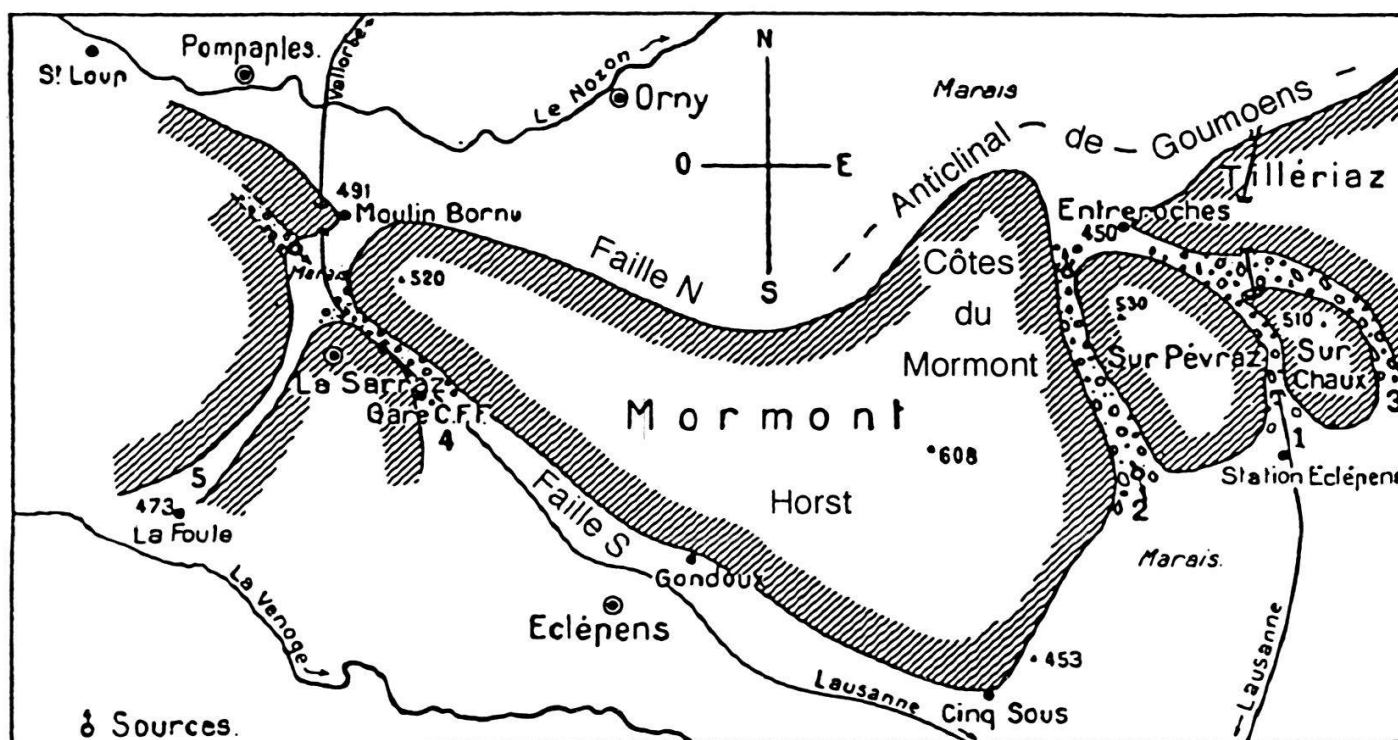 St Loup
Pompaples.
Vallorbe
Le Nozon
Orny
N
O
E
S
Marais
Anticlinal - de - Goumoens -
Tillériaz
491
Moulin Bornu
Entreroches
450
Marais
520
Faille N
Côtes
du
Mormont
530
Sur Pévraz
510
Sur
Chaux
3
La Sarraz
Gare C.F.F.
4
Mormont
608
1
Station Eclépens
5
473
La Foule
Faille S
Horst
2
Gondoux
Marais.
La Venoge
Eclépens
453
Lausanne
Cinq Sous
Lausanne
Sources.